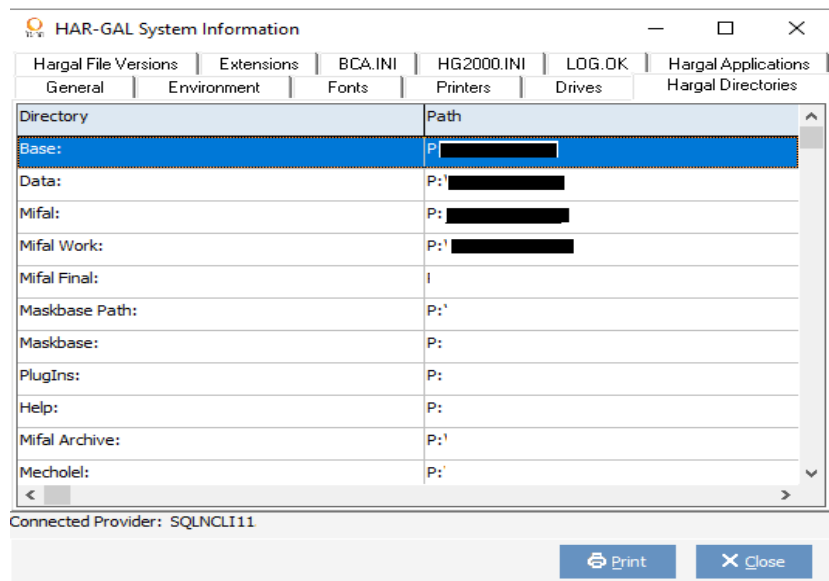 HAR-GAL System Information
Hargal File Versions Extensions BCA.INI HG2000.INI LOG.OK Hargal Applications
General Environment Fonts Printers Drives Hargal Directories
Directory Path
Base: P
Data: P:\
Mifal: P:
Mifal Work: P:\
Mifal Final:
Maskbase Path: P:\
Maskbase: P:
PlugIns: P:
Help: P:
Mifal Archive: P:\
Mecholel: P:
Connected Provider: SQLNCLI11
Print Close